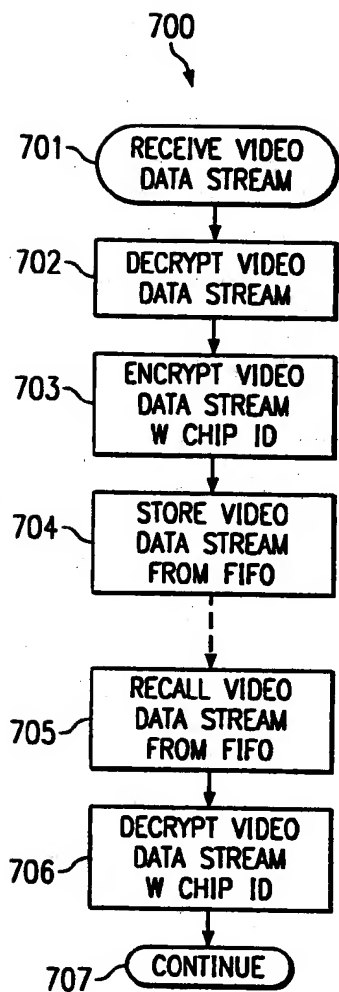 700
701
RECEIVE VIDEO
DATA STREAM
702
DECRYPT VIDEO
DATA STREAM
703
ENCRYPT VIDEO
DATA STREAM
W CHIP ID
704
STORE VIDEO
DATA STREAM
FROM FIFO
705
RECALL VIDEO
DATA STREAM
FROM FIFO
706
DECRYPT VIDEO
DATA STREAM
W CHIP ID
707
CONTINUE